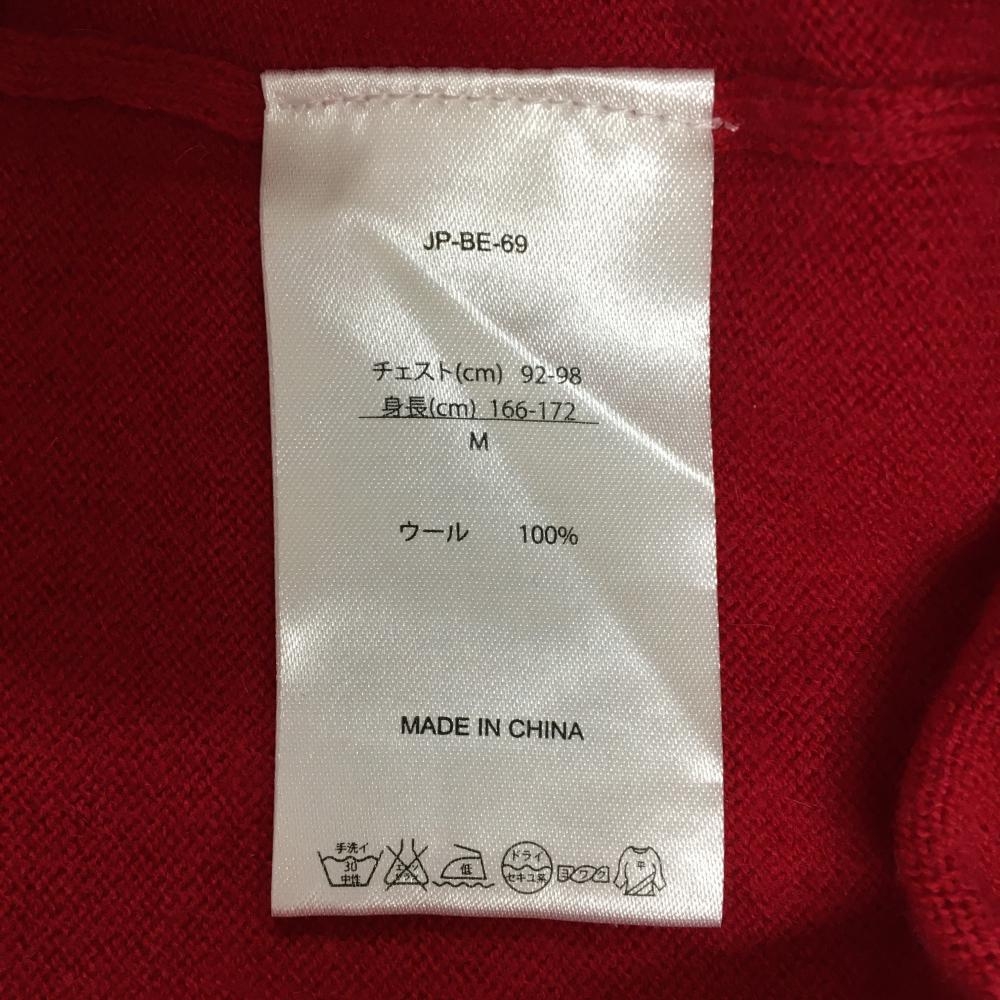 JP-BE-69
チェスト(cm) 92-98
身長(cm) 166-172
M
ウール 100%
MADE IN CHINA
手洗イ
30
中性
低
ドライ
セキユ系
平